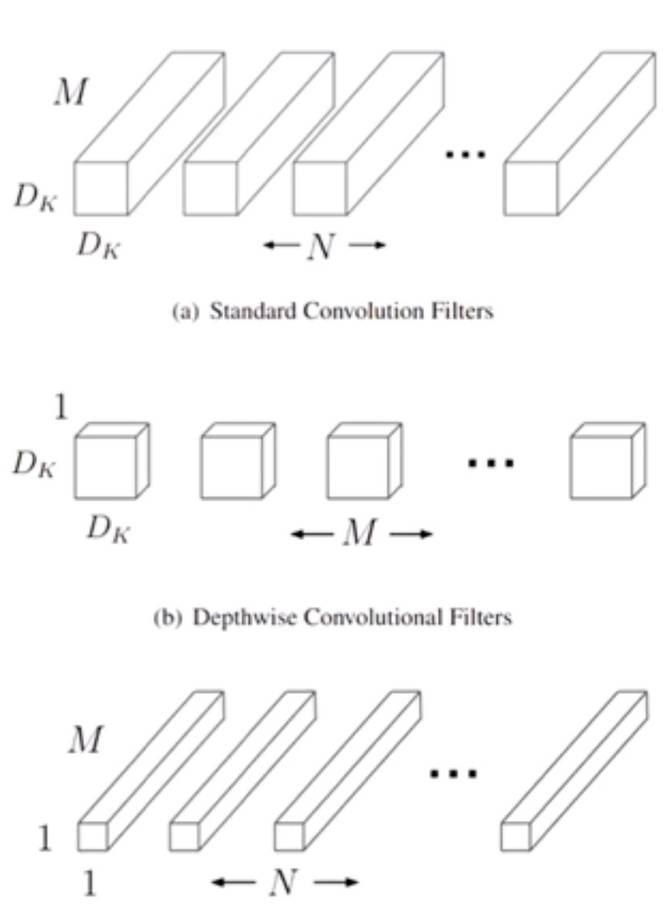 M
D_K
D_K
← N →
(a) Standard Convolution Filters
1
D_K
D_K
← M →
(b) Depthwise Convolutional Filters
M
1
1
← N →